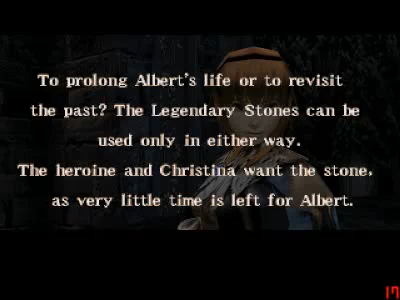 To prolong Albert's life or to revisit
the past? The Legendary Stones can be
used only in either way.
The heroine and Christina want the stone,
as very little time is left for Albert.
17